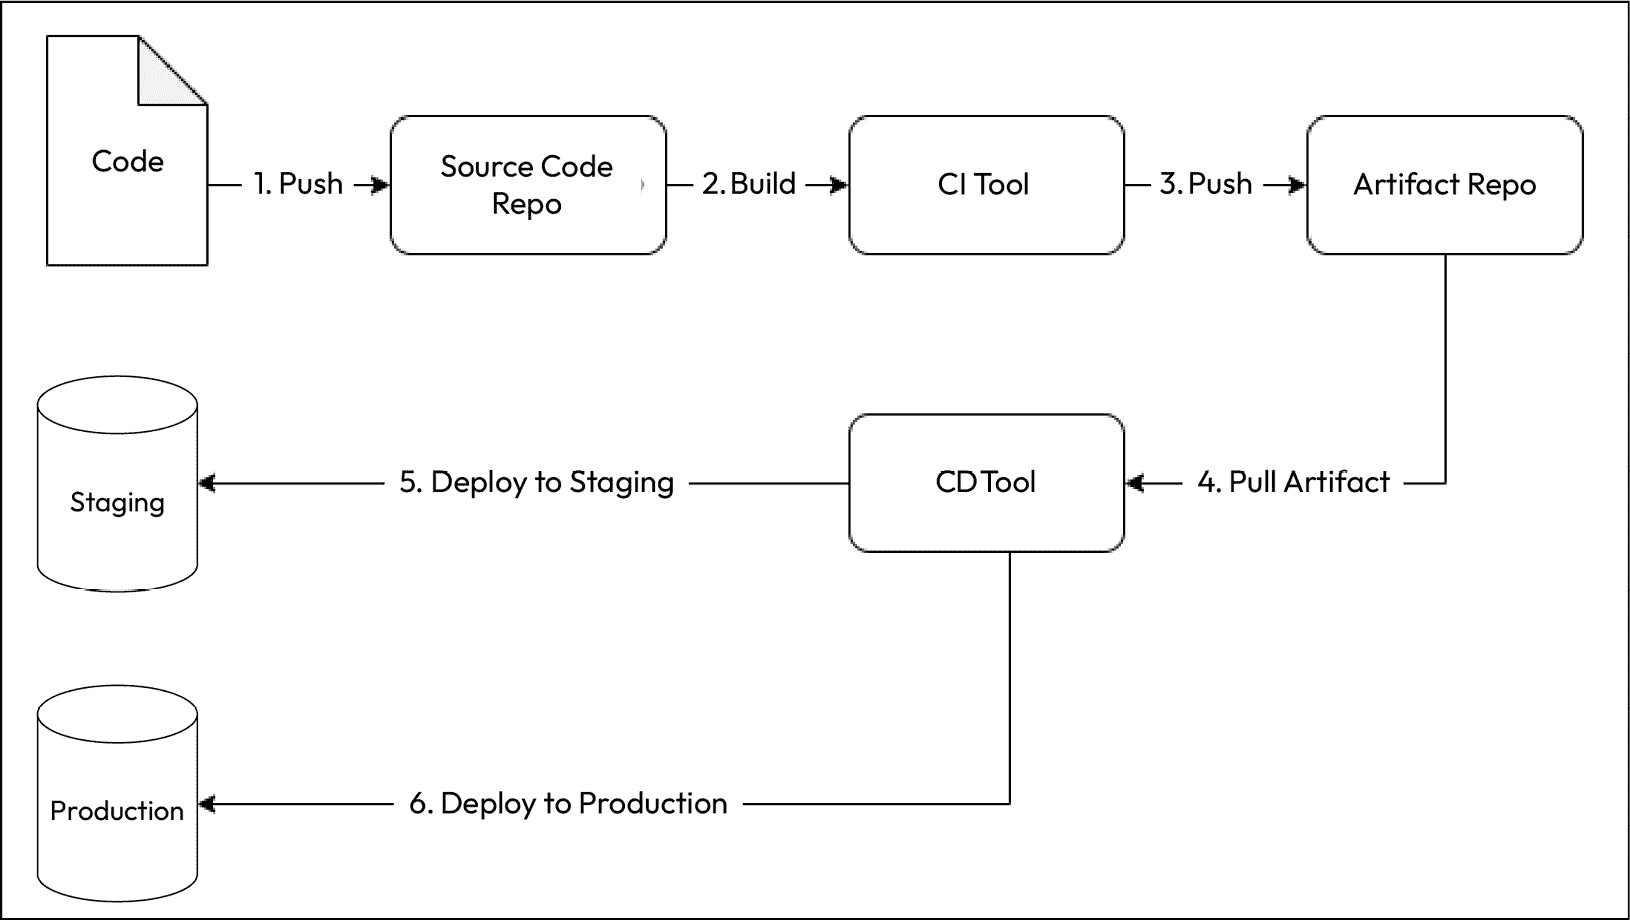 Code
1. Push
Source Code
Repo
2. Build
CI Tool
3. Push
Artifact Repo
4. Pull Artifact
CD Tool
5. Deploy to Staging
Staging
6. Deploy to Production
Production